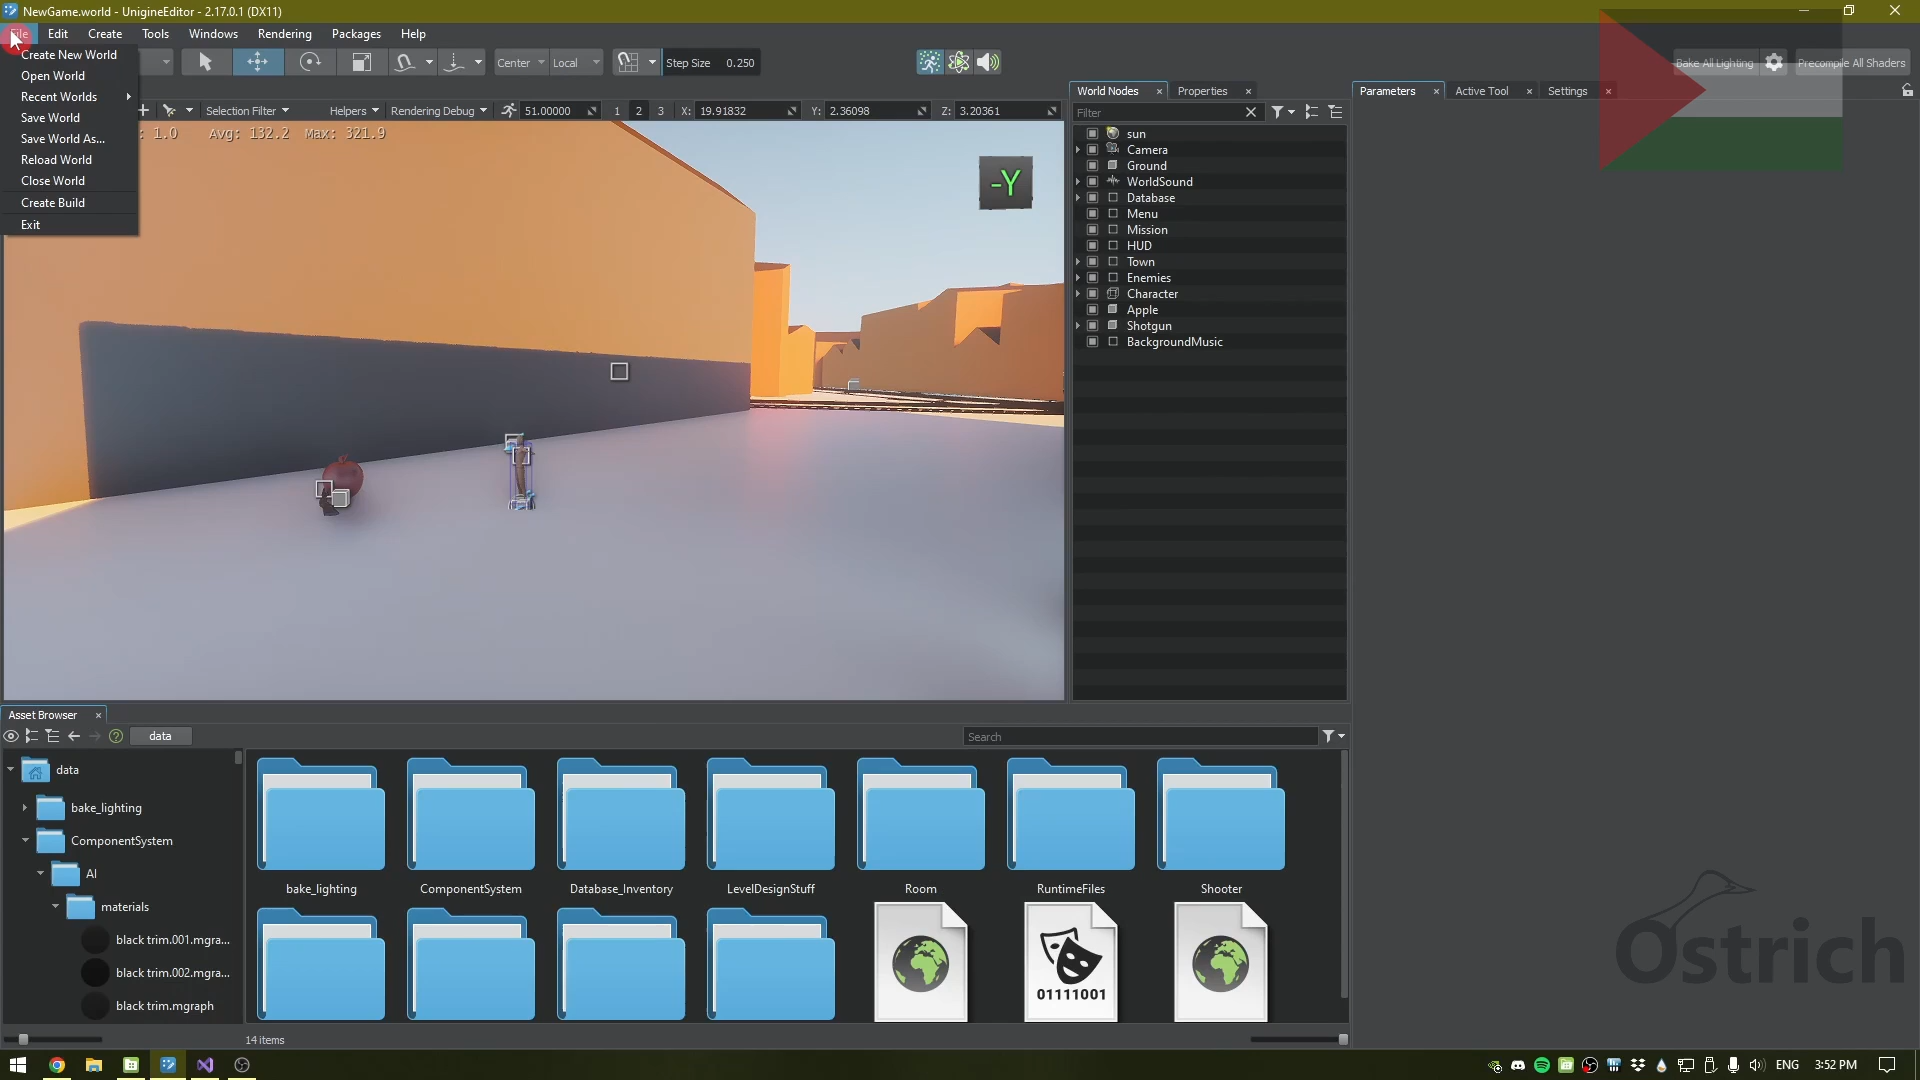 NewGame.world - UnigineEditor - 2.17.0.1 (DX11)
File Edit Create Tools Windows Rendering Packages Help
Create New World
Open World
Recent Worlds
Save World
Save World As...
Reload World
Close World
Create Build
Exit
Center Local Step Size 0.250
Bake All Lighting Precompile All Shaders
World Nodes Properties
Parameters Active Tool Settings
Selection Filter Helpers Rendering Debug 51.00000 1 2 3 X: 19.91832 Y: 2.36098 Z: 3.20361
Filter
: 1.0 Avg: 132.2 Max: 321.9
-Y
sun
Camera
Ground
WorldSound
Database
Menu
Mission
HUD
Town
Enemies
Character
Apple
Shotgun
BackgroundMusic
Asset Browser
data
Search
data
bake_lighting
ComponentSystem
AI
materials
black trim.001.mgra...
black trim.002.mgra...
black trim.mgraph
bake_lighting ComponentSystem Database_Inventory LevelDesignStuff Room RuntimeFiles Shooter
01111001
14 items
Ostrich
ENG 3:52 PM